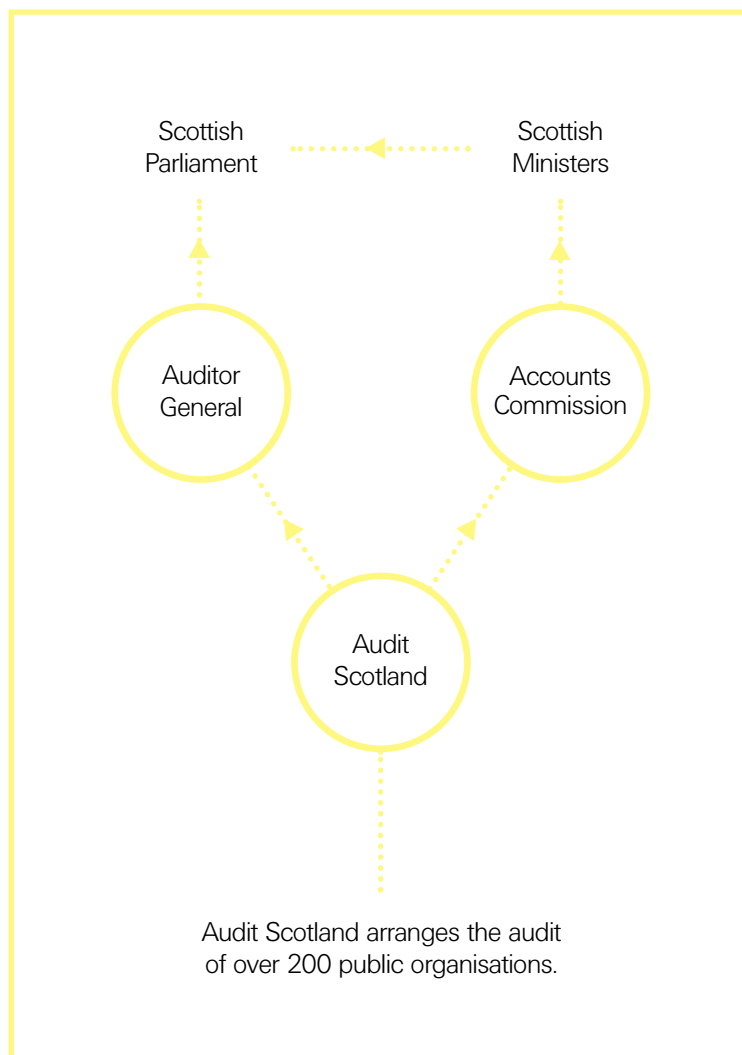 Scottish
Parliament
Scottish
Ministers
Auditor
General
Accounts
Commission
Audit
Scotland
Audit Scotland arranges the audit
of over 200 public organisations.